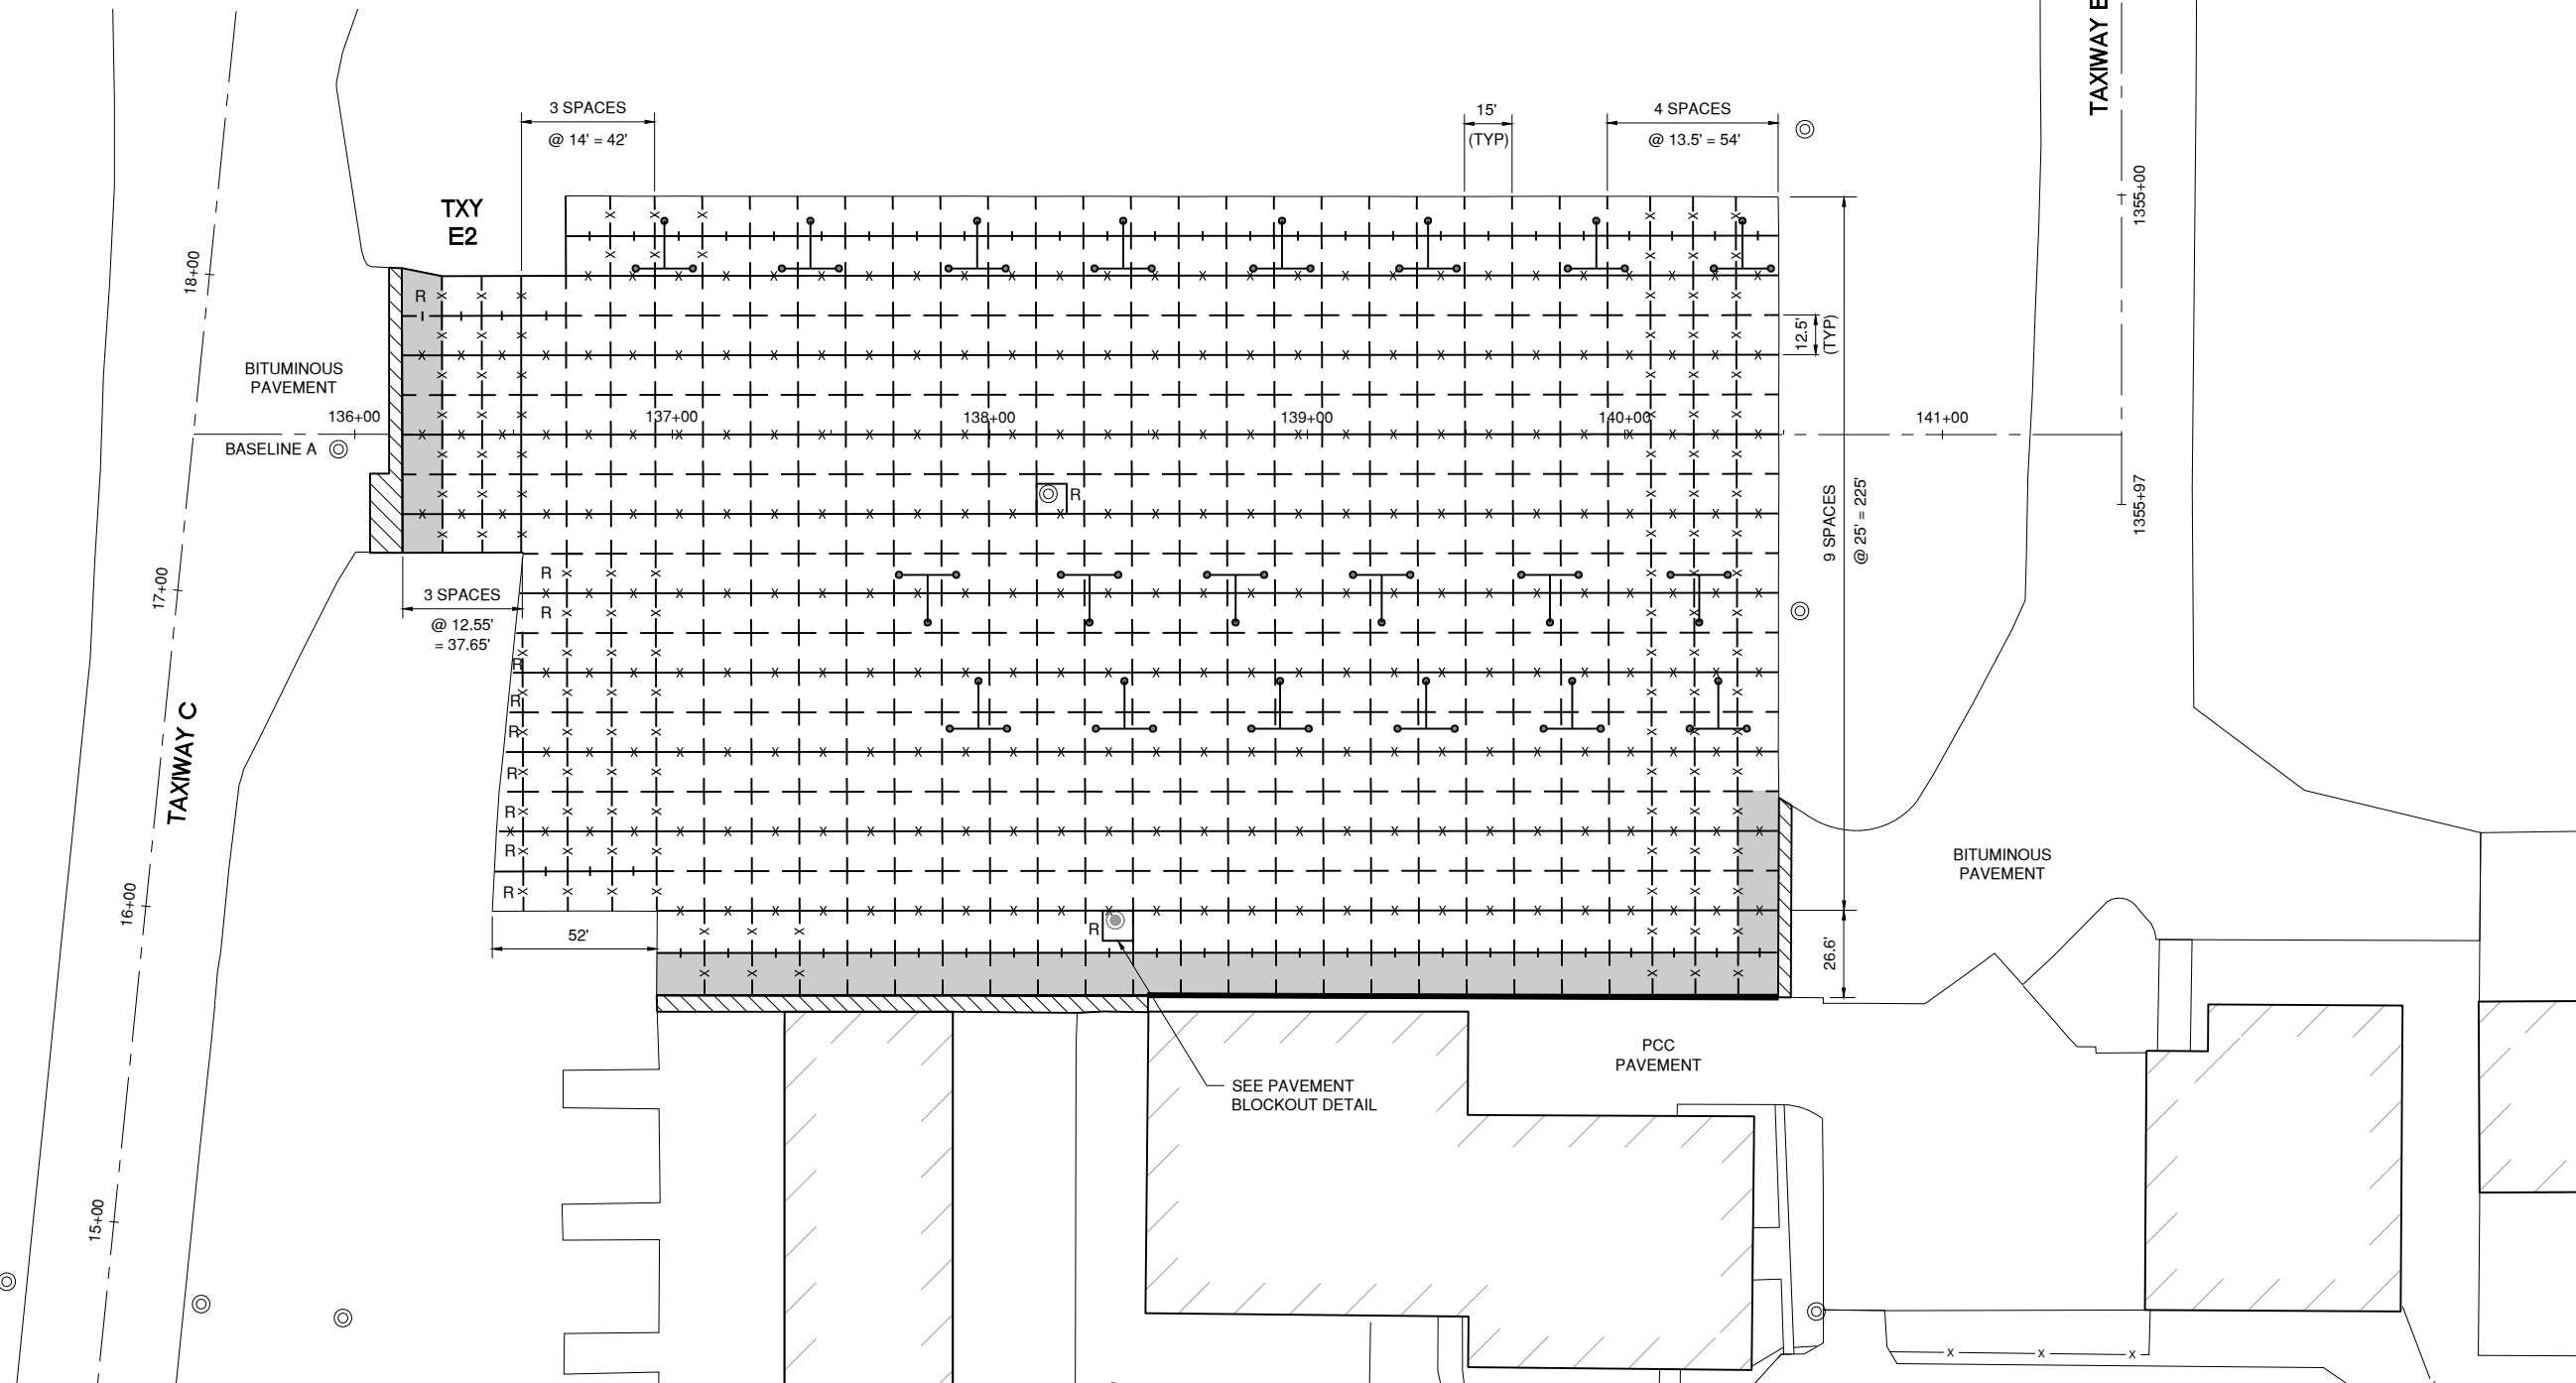 TAXIWAY E
3 SPACES
@ 14' = 42'
15'
(TYP)
4 SPACES
@ 13.5' = 54'
1355+00
TXY
E2
18+00
12.5'
(TYP)
BITUMINOUS
PAVEMENT
R
136+00
137+00
138+00
139+00
140+00
141+00
BASELINE A
R
1355+97
9 SPACES
@ 25' = 225'
17+00
3 SPACES
@ 12.55'
= 37.65'
R
R
R
R
R
R
R
R
R
TAXIWAY C
16+00
BITUMINOUS
PAVEMENT
52'
R
26.6'
PCC
PAVEMENT
SEE PAVEMENT
BLOCKOUT DETAIL
15+00